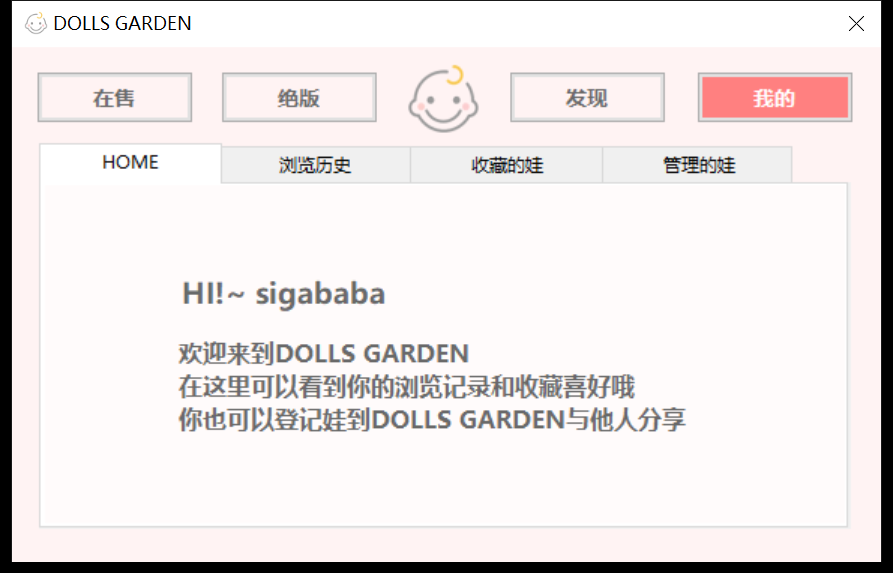 DOLLS GARDEN
在售 绝版 发现 我的
HOME 浏览历史 收藏的娃 管理的娃
HI!~ sigababa
欢迎来到DOLLS GARDEN
在这里可以看到你的浏览记录和收藏喜好哦
你也可以登记娃到DOLLS GARDEN与他人分享